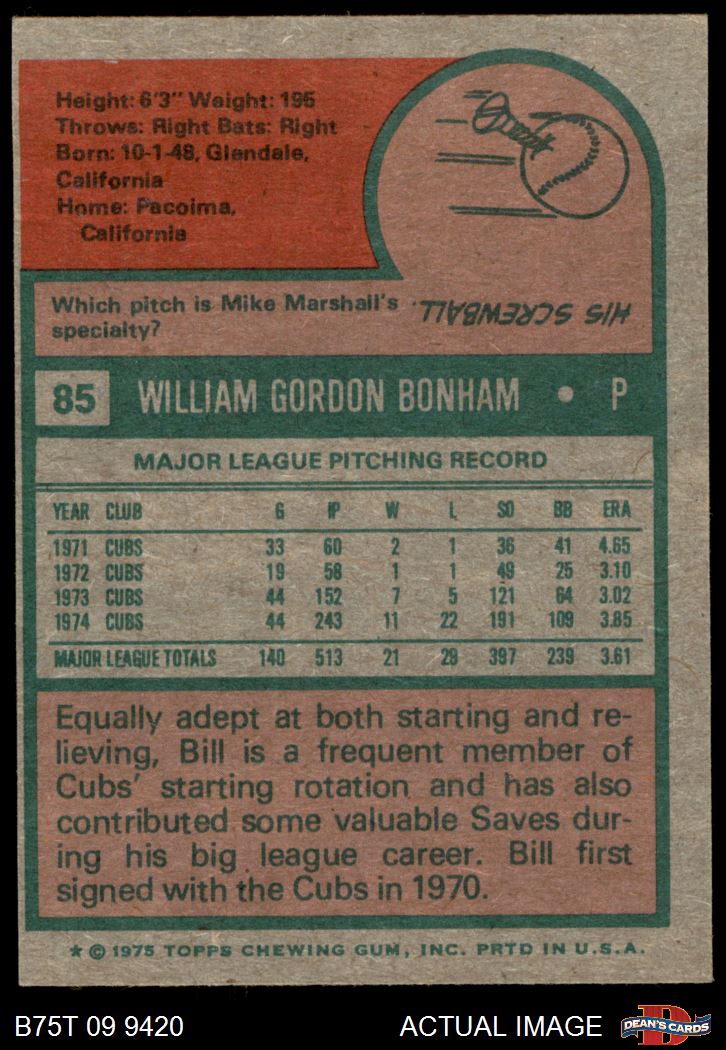 Height: 6'3" Weight: 195
Throws: Right Bats: Right
Born: 10-1-48, Glendale,
California
Home: Pacoima,
California
Which pitch is Mike Marshall's
specialty?
HIS SCREWBALL.
85 WILLIAM GORDON BONHAM • P
MAJOR LEAGUE PITCHING RECORD
YEAR CLUB G IP W L SO BB ERA
1971 CUBS 33 60 2 1 36 41 4.65
1972 CUBS 19 58 1 1 49 25 3.10
1973 CUBS 44 152 7 5 121 64 3.02
1974 CUBS 44 243 11 22 191 109 3.85
MAJOR LEAGUE TOTALS 140 513 21 29 397 239 3.61
Equally adept at both starting and re-
lieving, Bill is a frequent member of
Cubs' starting rotation and has also
contributed some valuable Saves dur-
ing his big league career. Bill first
signed with the Cubs in 1970.
* © 1975 TOPPS CHEWING GUM, INC. PRTD IN U.S.A.
B75T 09 9420 ACTUAL IMAGE
D
DEAN'S CARDS